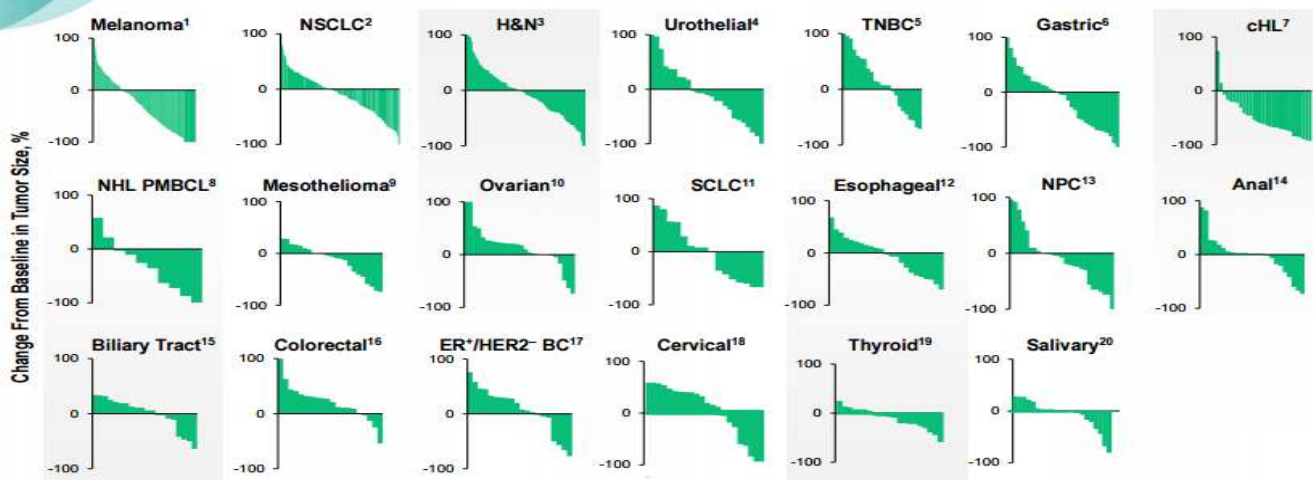 Change From Baseline in Tumor Size, %
Melanoma¹
100
0
-100
NSCLC²
100
0
-100
H&N³
100
0
-100
Urothelial⁴
100
0
-100
TNBC⁵
100
0
-100
Gastric⁶
100
0
-100
cHL⁷
100
0
-100
NHL PMBCL⁸
100
0
-100
Mesothelioma⁹
100
0
-100
Ovarian¹⁰
100
0
-100
SCLC¹¹
100
0
-100
Esophageal¹²
100
0
-100
NPC¹³
100
0
-100
Anal¹⁴
100
0
-100
Biliary Tract¹⁵
100
0
-100
Colorectal¹⁶
100
0
-100
ER⁺/HER2⁻ BC¹⁷
100
0
-100
Cervical¹⁸
100
0
-100
Thyroid¹⁹
100
0
-100
Salivary²⁰
100
0
-100